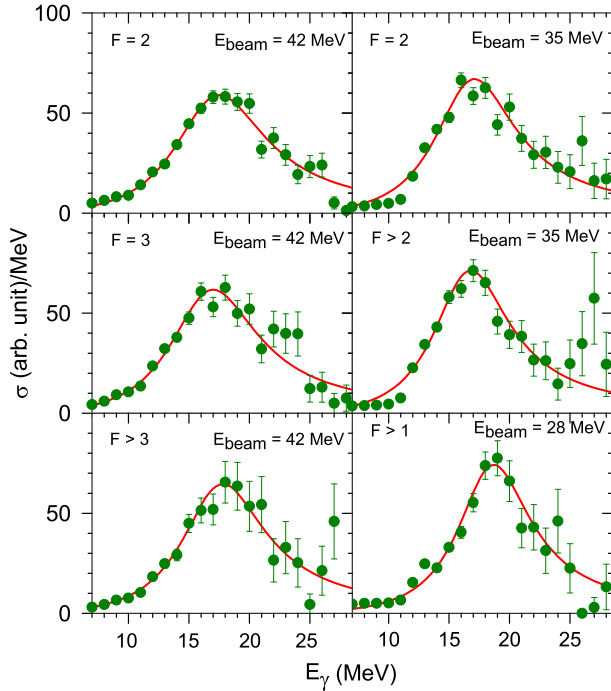 F = 2 E_beam = 42 MeV F = 2 E_beam = 35 MeV
100
50
0
F = 3 E_beam = 42 MeV F > 2 E_beam = 35 MeV
50
0
F > 3 E_beam = 42 MeV F > 1 E_beam = 28 MeV
50
0
10 15 20 25 10 15 20 25
σ (arb. unit)/MeV
E_γ (MeV)